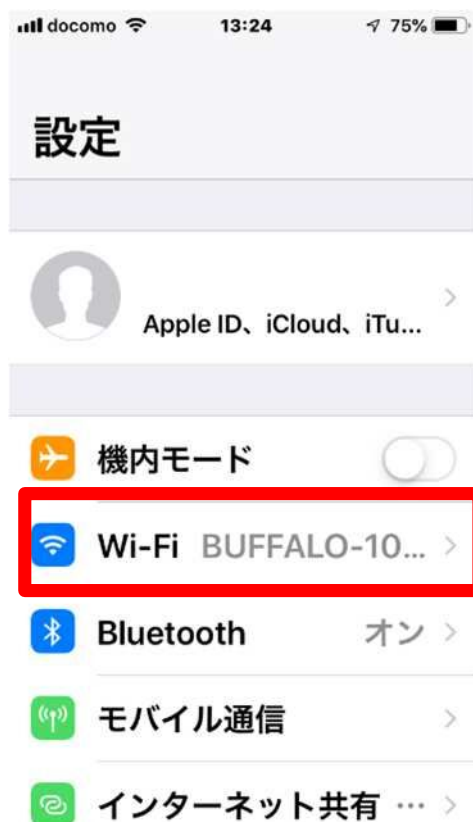 docomo 13:24 75%
設定
Apple ID、iCloud、iTu...
機内モード
Wi-Fi BUFFALO-10... >
Bluetooth オン >
モバイル通信 >
インターネット共有 ... >